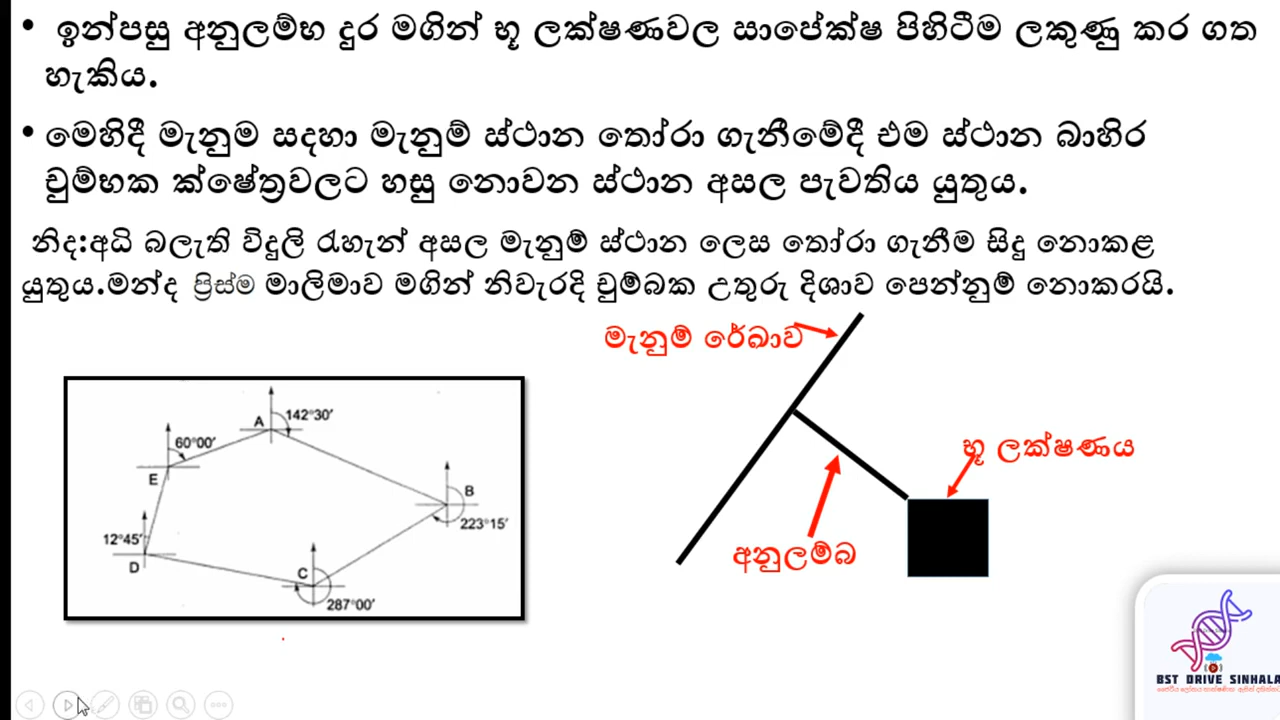 • ඉන්පසු අනුලම්භ දුර මගින් භූ ලක්ෂණවල සාපේක්ෂ පිහිටීම ලකුණු කර ගත
හැකිය.
• මෙහිදී මැනුම සදහා මැනුම් ස්ථාන තෝරා ගැනීමේදී එම ස්ථාන බාහිර
චුම්භක ක්ෂේත්‍රවලට හසු නොවන ස්ථාන අසල පැවතිය යුතුය.
නිද:අධි බලැති විදුලි රැහැන් අසල මැනුම් ස්ථාන ලෙස තෝරා ගැනීම සිදු නොකළ
යුතුය.මන්ද ප්‍රිස්ම මාලිමාව මගින් නිවැරදි චුම්බක උතුරු දිශාව පෙන්නුම් නොකරයි.
මැනුම් රේඛාව
A
142°30′
60°00′
E
B
223°15′
12°45′
D
C
287°00′
භූ ලක්ෂණය
අනුලම්බ
BST DRIVE SINHALA